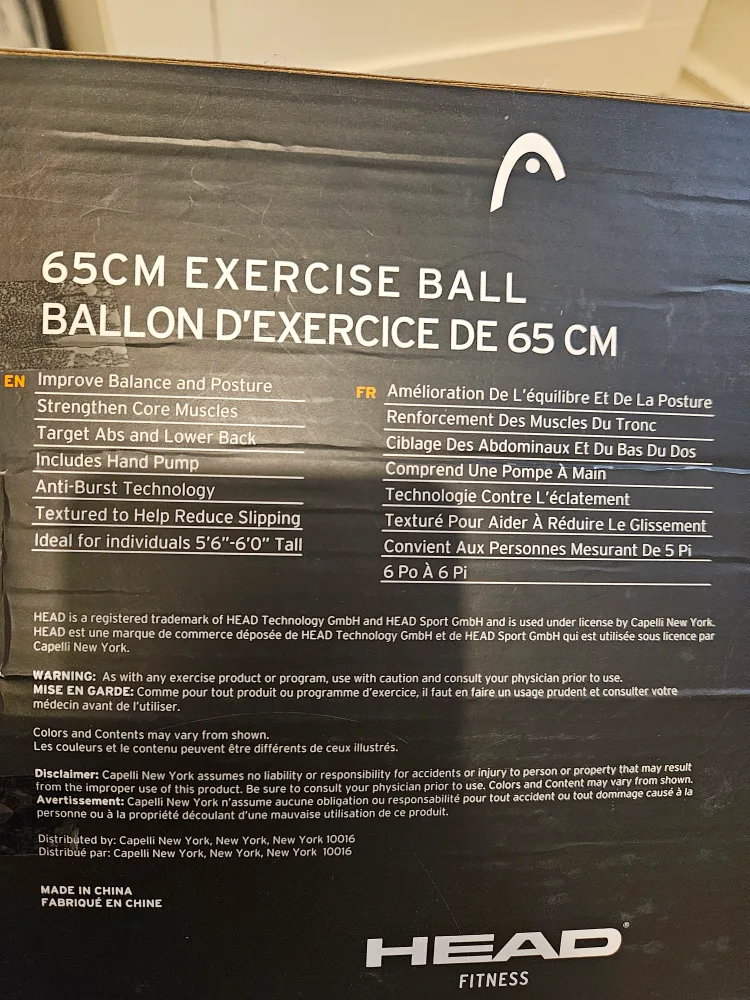 65CM EXERCISE BALL
BALLON D'EXERCICE DE 65 CM
EN
Improve Balance and Posture
Strengthen Core Muscles
Target Abs and Lower Back
Includes Hand Pump
Anti-Burst Technology
Textured to Help Reduce Slipping
Ideal for individuals 5'6"-6'0" Tall
FR
Amélioration De L'équilibre Et De La Posture
Renforcement Des Muscles Du Tronc
Ciblage Des Abdominaux Et Du Bas Du Dos
Comprend Une Pompe À Main
Technologie Contre L'éclatement
Texturé Pour Aider À Réduire Le Glissement
Convient Aux Personnes Mesurant De 5 Pi
6 Po À 6 Pi
HEAD is a registered trademark of HEAD Technology GmbH and HEAD Sport GmbH and is used under license by Capelli New York.
HEAD est une marque de commerce déposée de HEAD Technology GmbH et de HEAD Sport GmbH qui est utilisée sous licence par
Capelli New York.
WARNING: As with any exercise product or program, use with caution and consult your physician prior to use.
MISE EN GARDE: Comme pour tout produit ou programme d'exercice, il faut en faire un usage prudent et consulter votre
médecin avant de l'utiliser.
Colors and Contents may vary from shown.
Les couleurs et le contenu peuvent être différents de ceux illustrés.
Disclaimer: Capelli New York assumes no liability or responsibility for accidents or injury to person or property that may result
from the improper use of this product. Be sure to consult your physician prior to use. Colors and Content may vary from shown.
Avertissement: Capelli New York n'assume aucune obligation ou responsabilité pour tout accident ou tout dommage causé à la
personne ou à la propriété découlant d'une mauvaise utilisation de ce produit.
Distributed by: Capelli New York, New York, New York 10016
Distribué par: Capelli New York, New York, New York 10016
MADE IN CHINA
FABRIQUÉ EN CHINE
HEAD®
FITNESS